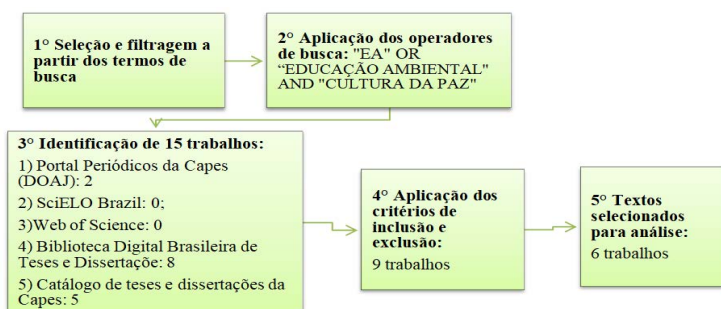 1° Seleção e filtragem a
partir dos termos de
busca
2° Aplicação dos operadores
de busca: "EA" OR
“EDUCAÇÃO AMBIENTAL"
AND "CULTURA DA PAZ"
3° Identificação de 15 trabalhos:
1) Portal Periódicos da Capes
(DOAJ): 2
2) SciELO Brazil: 0;
3)Web of Science: 0
4) Biblioteca Digital Brasileira de
Teses e Dissertaçõe: 8
5) Catálogo de teses e dissertações da
Capes: 5
4° Aplicação dos
critérios de
inclusão e
exclusão:
9 trabalhos
5° Textos
selecionados
para análise:
6 trabalhos